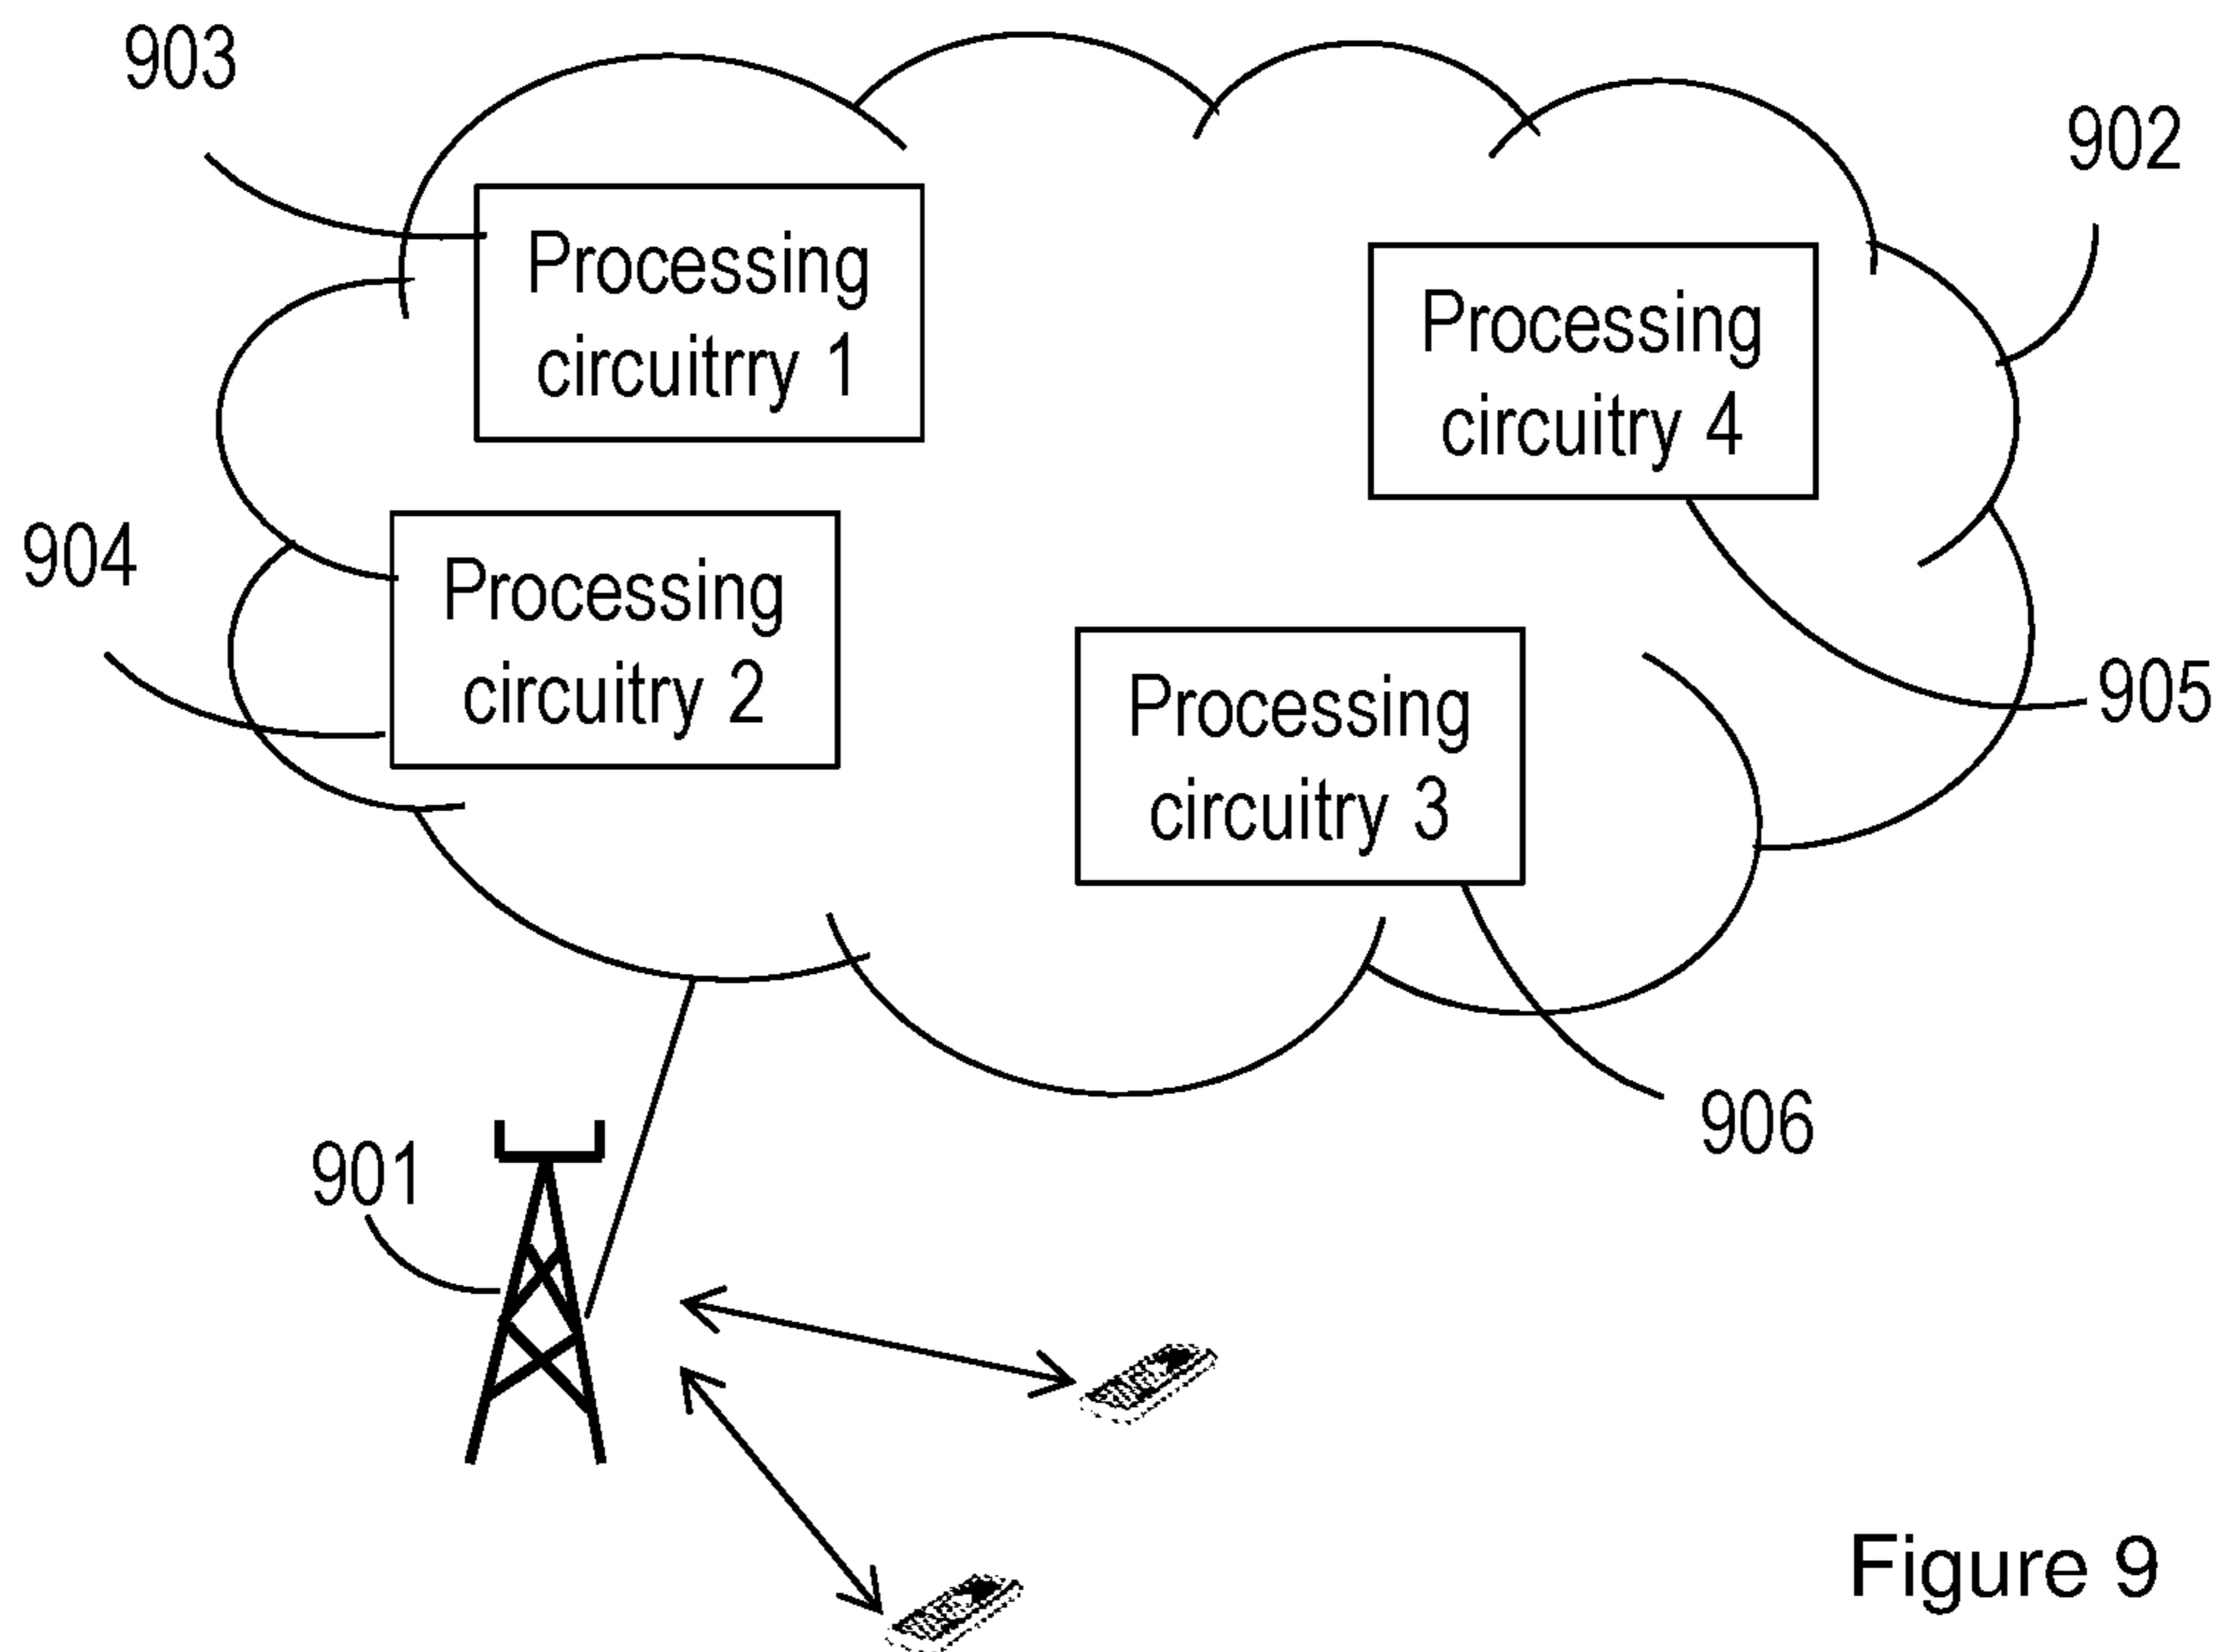 903
902
Processing
circuitrry 1
Processing
circuitry 4
904
Processing
circuitry 2
Processing
circuitry 3
905
906
901
Figure 9